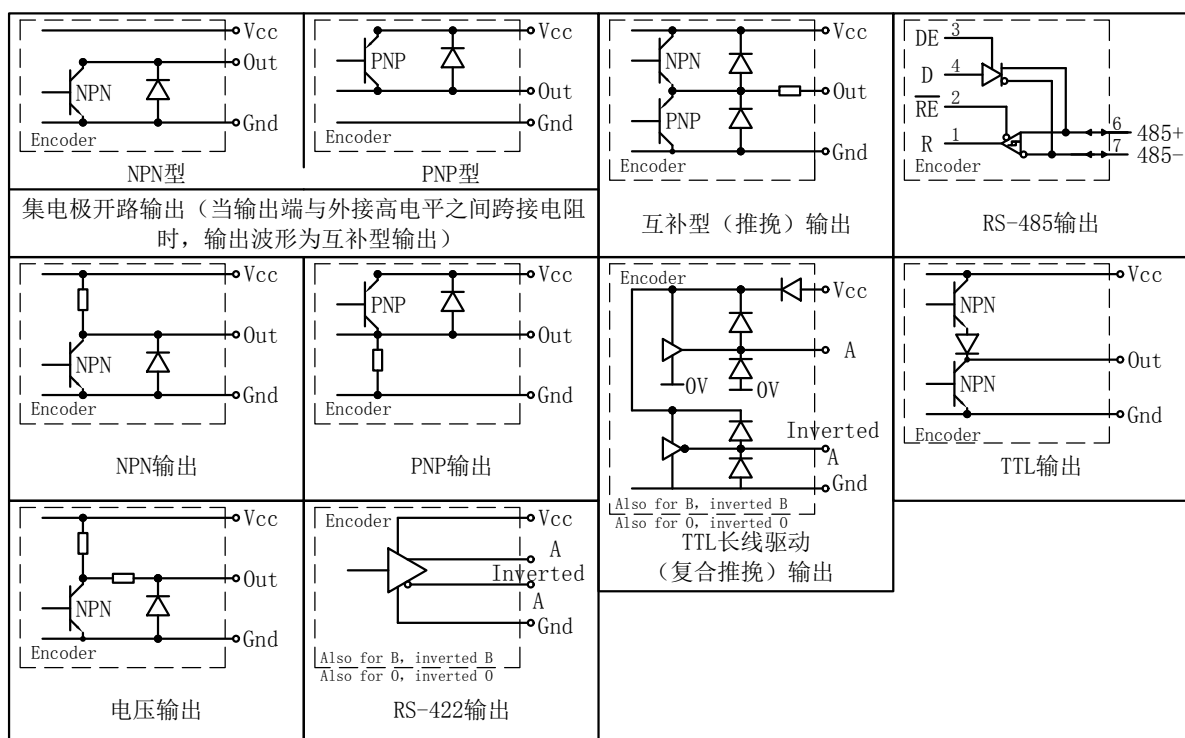 Vcc
Out
NPN
Gnd
Encoder
NPN型
Vcc
PNP
Out
Gnd
Encoder
PNP型
集电极开路输出（当输出端与外接高电平之间跨接电阻
时，输出波形为互补型输出）
Vcc
NPN
Out
PNP
Gnd
Encoder
互补型（推挽）输出
DE 3
D 4
RE 2
R 1
6 485+
7 485-
Encoder
RS-485输出
Vcc
Out
NPN
Gnd
Encoder
NPN输出
Vcc
PNP
Out
Gnd
Encoder
PNP输出
Encoder
Vcc
A
0V
0V
Inverted
A
Gnd
Also for B, inverted B
Also for 0, inverted 0
TTL长线驱动
（复合推挽）输出
Vcc
NPN
Out
NPN
Gnd
Encoder
TTL输出
Vcc
Out
NPN
Gnd
Encoder
电压输出
Encoder
Vcc
A
Inverted
A
Gnd
Also for B, inverted B
Also for 0, inverted 0
RS-422输出